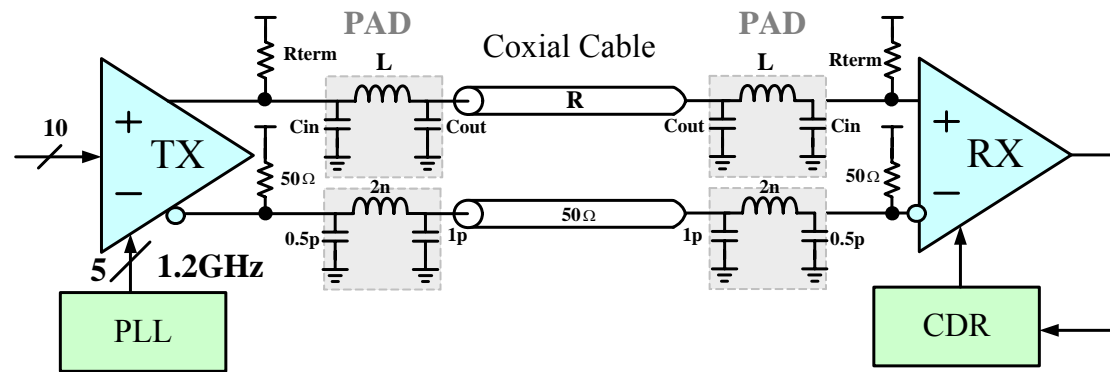 PAD
Coxial Cable
PAD
Rterm
L
R
L
Rterm
Cin
Cout
Cout
Cin
10
+
TX
−
+
RX
−
50Ω
2n
50Ω
2n
50Ω
0.5p
1p
1p
0.5p
5
1.2GHz
PLL
CDR